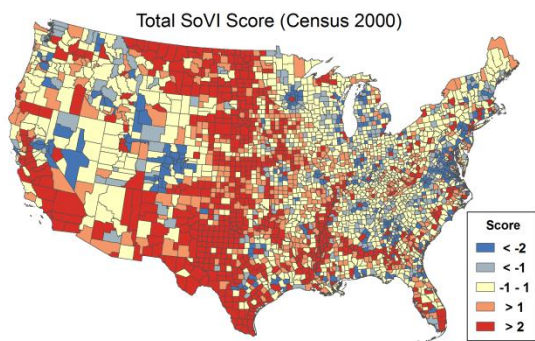 Total SoVI Score (Census 2000)
Score
< -2
< -1
-1 - 1
> 1
> 2